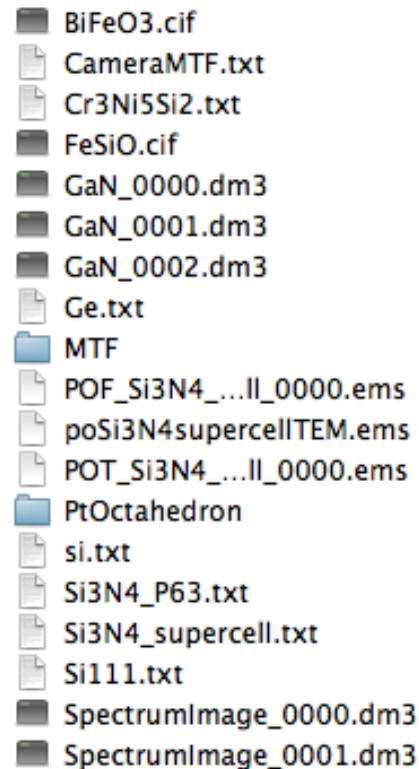 BiFeO3.cif
CameraMTF.txt
Cr3Ni5Si2.txt
FeSiO.cif
GaN_0000.dm3
GaN_0001.dm3
GaN_0002.dm3
Ge.txt
MTF
POF_Si3N4_...ll_0000.ems
poSi3N4supercellTEM.ems
POT_Si3N4_...ll_0000.ems
PtOctahedron
si.txt
Si3N4_P63.txt
Si3N4_supercell.txt
Si111.txt
SpectrumImage_0000.dm3
SpectrumImage_0001.dm3